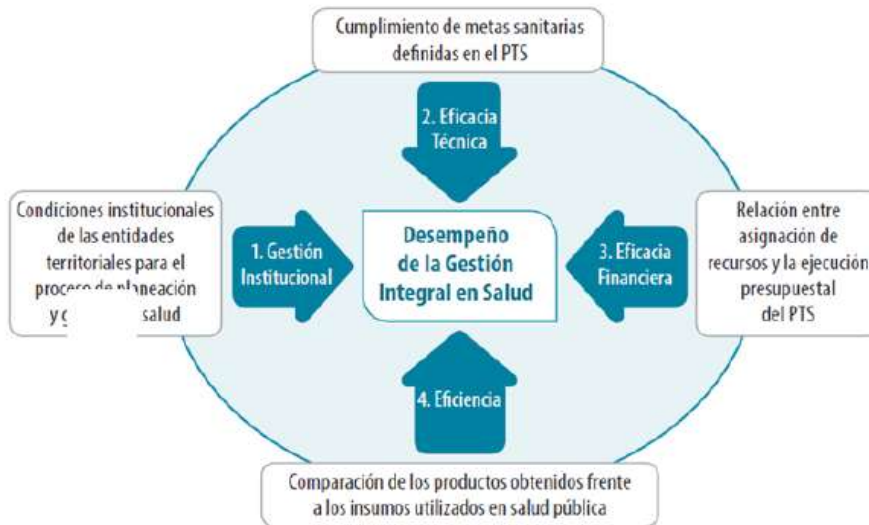 Cumplimiento de metas sanitarias
definidas en el PTS
2. Eficacia
Técnica
Condiciones institucionales
de las entidades
territoriales para el
proceso de planeación
y salud
1. Gestión
Institucional
Desempeño
de la Gestión
Integral en Salud
3. Eficacia
Financiera
Relación entre
asignación de
recursos y la ejecución
presupuestal
del PTS
4. Eficiencia
Comparación de los productos obtenidos frente
a los insumos utilizados en salud pública